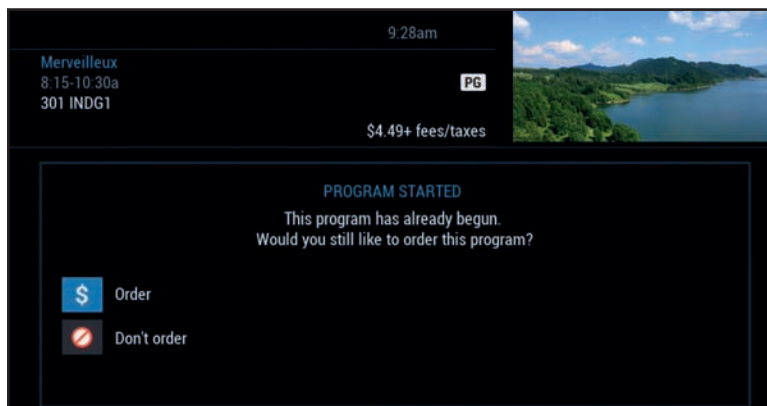 9:28am
Merveilleux
8:15-10:30a
PG
301 INDG1
$4.49+ fees/taxes
PROGRAM STARTED
This program has already begun.
Would you still like to order this program?
$ Order
Don't order